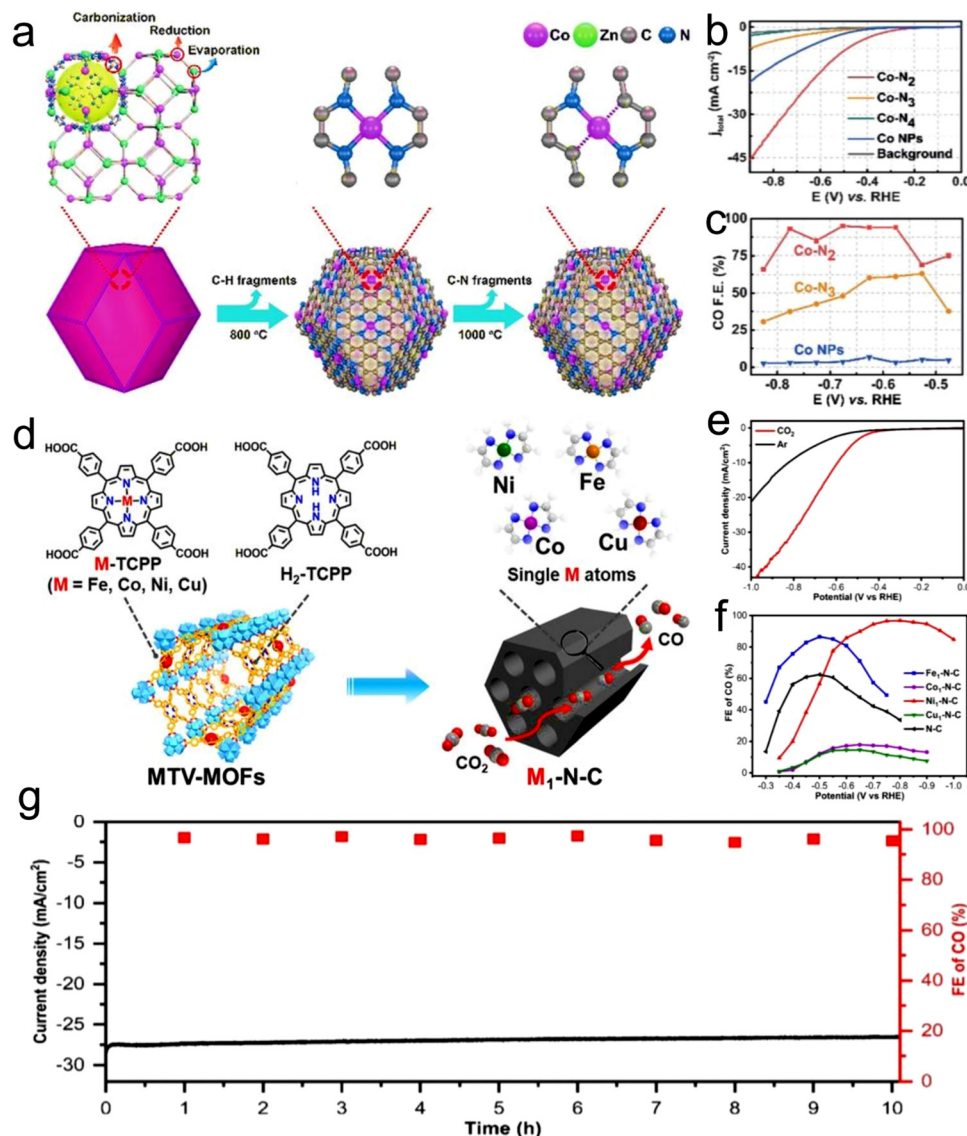 a
Carbonization
Reduction
Evaporation
Co Zn C N
C-H fragments
800 °C
C-N fragments
1000 °C
b
0
-15
-30
-45
j_total (mA cm⁻²)
Co-N₂
Co-N₃
Co-N₄
Co NPs
Background
-0.8 -0.6 -0.4 -0.2 0.0
E (V) vs. RHE
c
100
75
50
25
0
CO F.E. (%)
Co-N₂
Co-N₃
Co NPs
-0.8 -0.7 -0.6 -0.5
E (V) vs. RHE
d
HOOC COOH
N N M N N
HOOC COOH
M-TCPP
(M = Fe, Co, Ni, Cu)
HOOC COOH
N H N N H N
HOOC COOH
H₂-TCPP
Ni Fe
Co Cu
Single M atoms
MTV-MOFs
CO
CO₂
M₁-N-C
e
CO₂
Ar
0
-10
-20
-30
-40
Current density (mA/cm²)
-1.0 -0.8 -0.6 -0.4 -0.2 0.0
Potential (V vs RHE)
f
100
80
60
40
20
0
FE of CO (%)
Fe₁-N-C
Co₁-N-C
Ni₁-N-C
Cu₁-N-C
N-C
-0.3 -0.4 -0.5 -0.6 -0.7 -0.8 -0.9 -1.0
Potential (V vs RHE)
g
0
-5
-10
-15
-20
-25
-30
Current density (mA/cm²)
100
80
60
40
20
0
FE of CO (%)
0 1 2 3 4 5 6 7 8 9 10
Time (h)